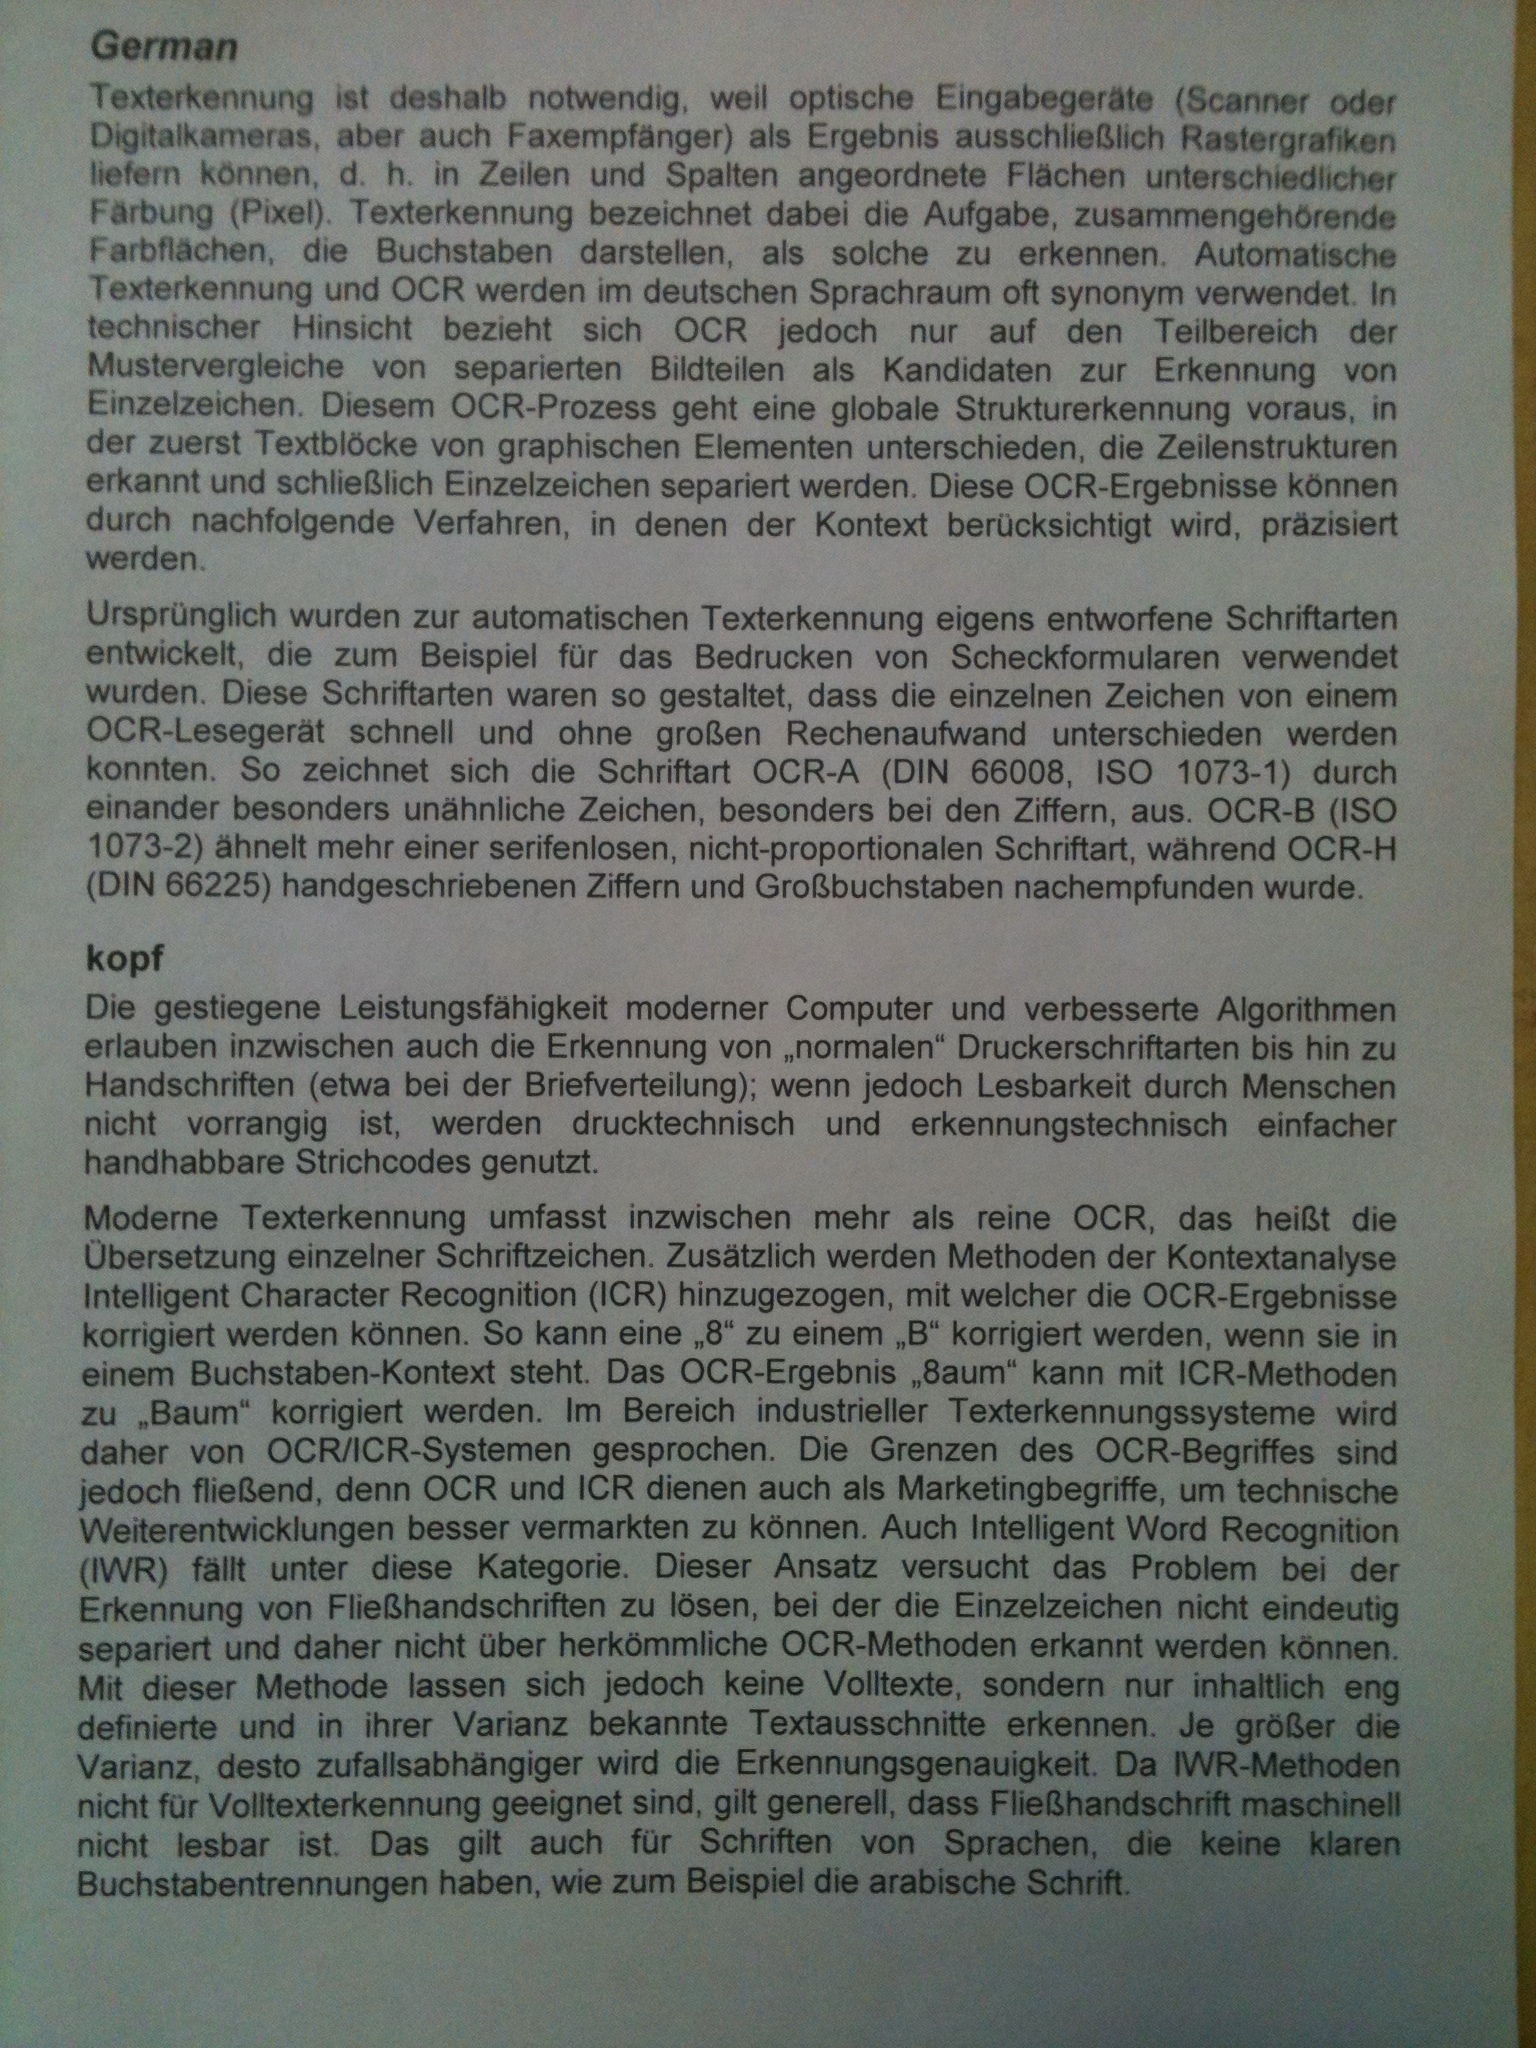 German
Texterkennung ist deshalb notwendig, weil optische Eingabegeräte (Scanner oder
Digitalkameras, aber auch Faxempfänger) als Ergebnis ausschließlich Rastergrafiken
liefern können, d. h. in Zeilen und Spalten angeordnete Flächen unterschiedlicher
Färbung (Pixel). Texterkennung bezeichnet dabei die Aufgabe, zusammengehörende
Farbflächen, die Buchstaben darstellen, als solche zu erkennen. Automatische
Texterkennung und OCR werden im deutschen Sprachraum oft synonym verwendet. In
technischer Hinsicht bezieht sich OCR jedoch nur auf den Teilbereich der
Mustervergleiche von separierten Bildteilen als Kandidaten zur Erkennung von
Einzelzeichen. Diesem OCR-Prozess geht eine globale Strukturerkennung voraus, in
der zuerst Textblöcke von graphischen Elementen unterschieden, die Zeilenstrukturen
erkannt und schließlich Einzelzeichen separiert werden. Diese OCR-Ergebnisse können
durch nachfolgende Verfahren, in denen der Kontext berücksichtigt wird, präzisiert
werden.
Ursprünglich wurden zur automatischen Texterkennung eigens entworfene Schriftarten
entwickelt, die zum Beispiel für das Bedrucken von Scheckformularen verwendet
wurden. Diese Schriftarten waren so gestaltet, dass die einzelnen Zeichen von einem
OCR-Lesegerät schnell und ohne großen Rechenaufwand unterschieden werden
konnten. So zeichnet sich die Schriftart OCR-A (DIN 66008, ISO 1073-1) durch
einander besonders unähnliche Zeichen, besonders bei den Ziffern, aus. OCR-B (ISO
1073-2) ähnelt mehr einer serifenlosen, nicht-proportionalen Schriftart, während OCR-H
(DIN 66225) handgeschriebenen Ziffern und Großbuchstaben nachempfunden wurde.
kopf
Die gestiegene Leistungsfähigkeit moderner Computer und verbesserte Algorithmen
erlauben inzwischen auch die Erkennung von „normalen“ Druckerschriftarten bis hin zu
Handschriften (etwa bei der Briefverteilung); wenn jedoch Lesbarkeit durch Menschen
nicht vorrangig ist, werden drucktechnisch und erkennungstechnisch einfacher
handhabbare Strichcodes genutzt.
Moderne Texterkennung umfasst inzwischen mehr als reine OCR, das heißt die
Übersetzung einzelner Schriftzeichen. Zusätzlich werden Methoden der Kontextanalyse
Intelligent Character Recognition (ICR) hinzugezogen, mit welcher die OCR-Ergebnisse
korrigiert werden können. So kann eine „8“ zu einem „B“ korrigiert werden, wenn sie in
einem Buchstaben-Kontext steht. Das OCR-Ergebnis „8aum“ kann mit ICR-Methoden
zu „Baum“ korrigiert werden. Im Bereich industrieller Texterkennungssysteme wird
daher von OCR/ICR-Systemen gesprochen. Die Grenzen des OCR-Begriffes sind
jedoch fließend, denn OCR und ICR dienen auch als Marketingbegriffe, um technische
Weiterentwicklungen besser vermarkten zu können. Auch Intelligent Word Recognition
(IWR) fällt unter diese Kategorie. Dieser Ansatz versucht das Problem bei der
Erkennung von Fließhandschriften zu lösen, bei der die Einzelzeichen nicht eindeutig
separiert und daher nicht über herkömmliche OCR-Methoden erkannt werden können.
Mit dieser Methode lassen sich jedoch keine Volltexte, sondern nur inhaltlich eng
definierte und in ihrer Varianz bekannte Textausschnitte erkennen. Je größer die
Varianz, desto zufallsabhängiger wird die Erkennungsgenauigkeit. Da IWR-Methoden
nicht für Volltexterkennung geeignet sind, gilt generell, dass Fließhandschrift maschinell
nicht lesbar ist. Das gilt auch für Schriften von Sprachen, die keine klaren
Buchstabentrennungen haben, wie zum Beispiel die arabische Schrift.